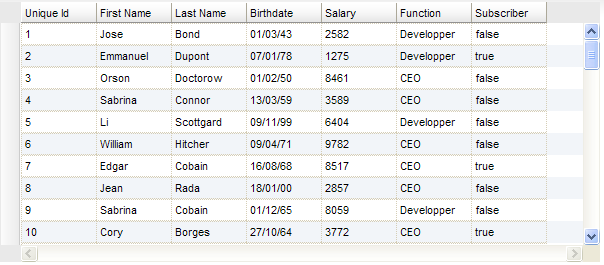 Unique Id First Name Last Name Birthdate Salary Function Subscriber
1 Jose Bond 01/03/43 2582 Developper false
2 Emmanuel Dupont 07/01/78 1275 Developper true
3 Orson Doctorow 01/02/50 8461 CEO false
4 Sabrina Connor 13/03/59 3589 CEO false
5 Li Scottgard 09/11/99 6404 Developper false
6 William Hitcher 09/04/71 9782 CEO false
7 Edgar Cobain 16/08/68 8517 CEO true
8 Jean Rada 18/01/00 2857 CEO false
9 Sabrina Cobain 01/12/65 8059 Developper false
10 Cory Borges 27/10/64 3772 CEO true